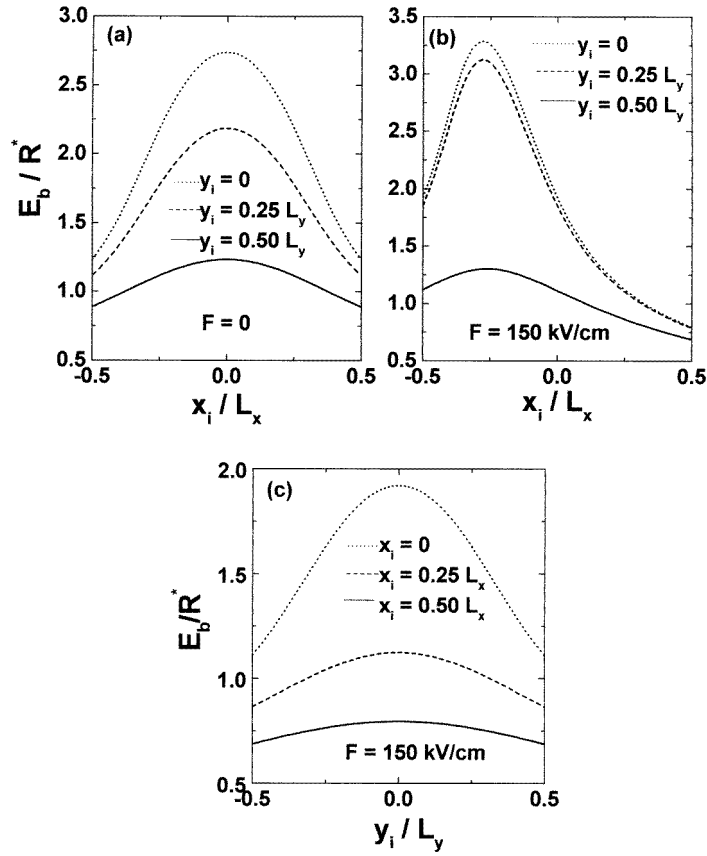 (a)
y_i = 0
y_i = 0.25 L_y
y_i = 0.50 L_y
F = 0
E_b / R*
3.0
2.5
2.0
1.5
1.0
0.5
-0.5
0.0
0.5
x_i / L_x
(b)
y_i = 0
y_i = 0.25 L_y
y_i = 0.50 L_y
F = 150 kV/cm
3.5
3.0
2.5
2.0
1.5
1.0
0.5
-0.5
0.0
0.5
x_i / L_x
(c)
x_i = 0
x_i = 0.25 L_x
x_i = 0.50 L_x
F = 150 kV/cm
E_b/R*
2.0
1.5
1.0
0.5
-0.5
0.0
0.5
y_i / L_y